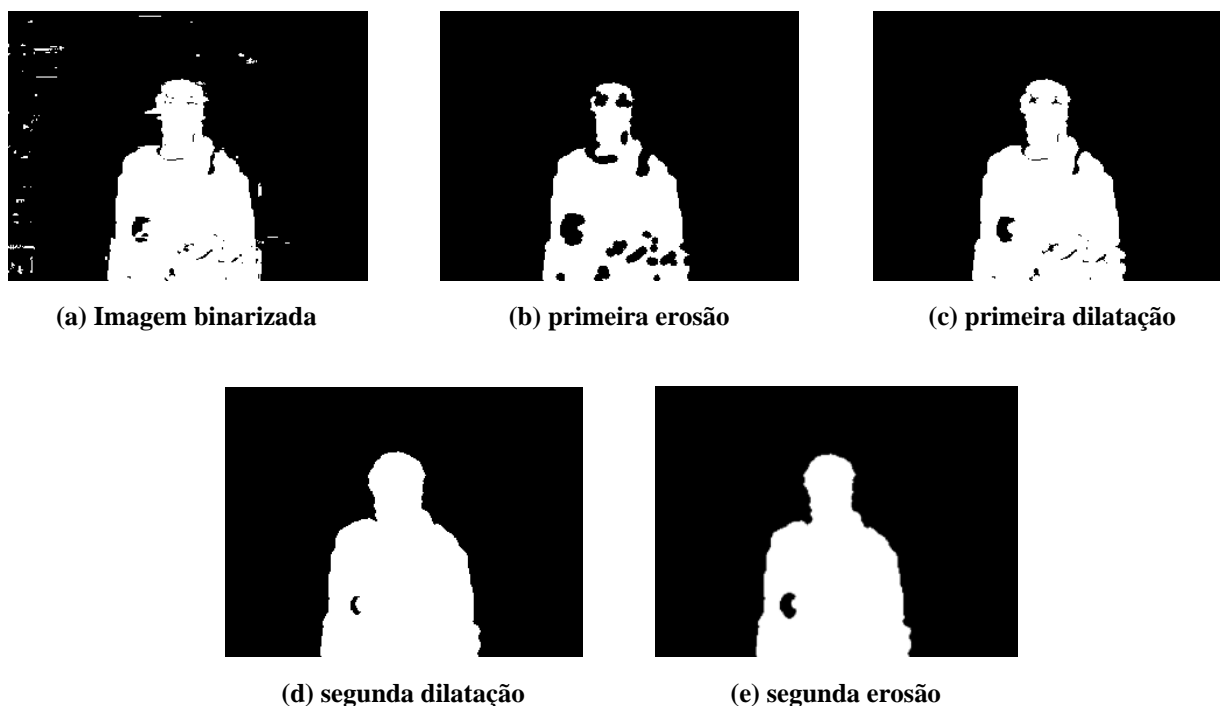 (a) Imagem binarizada
(b) primeira erosão
(c) primeira dilatação
(d) segunda dilatação
(e) segunda erosão